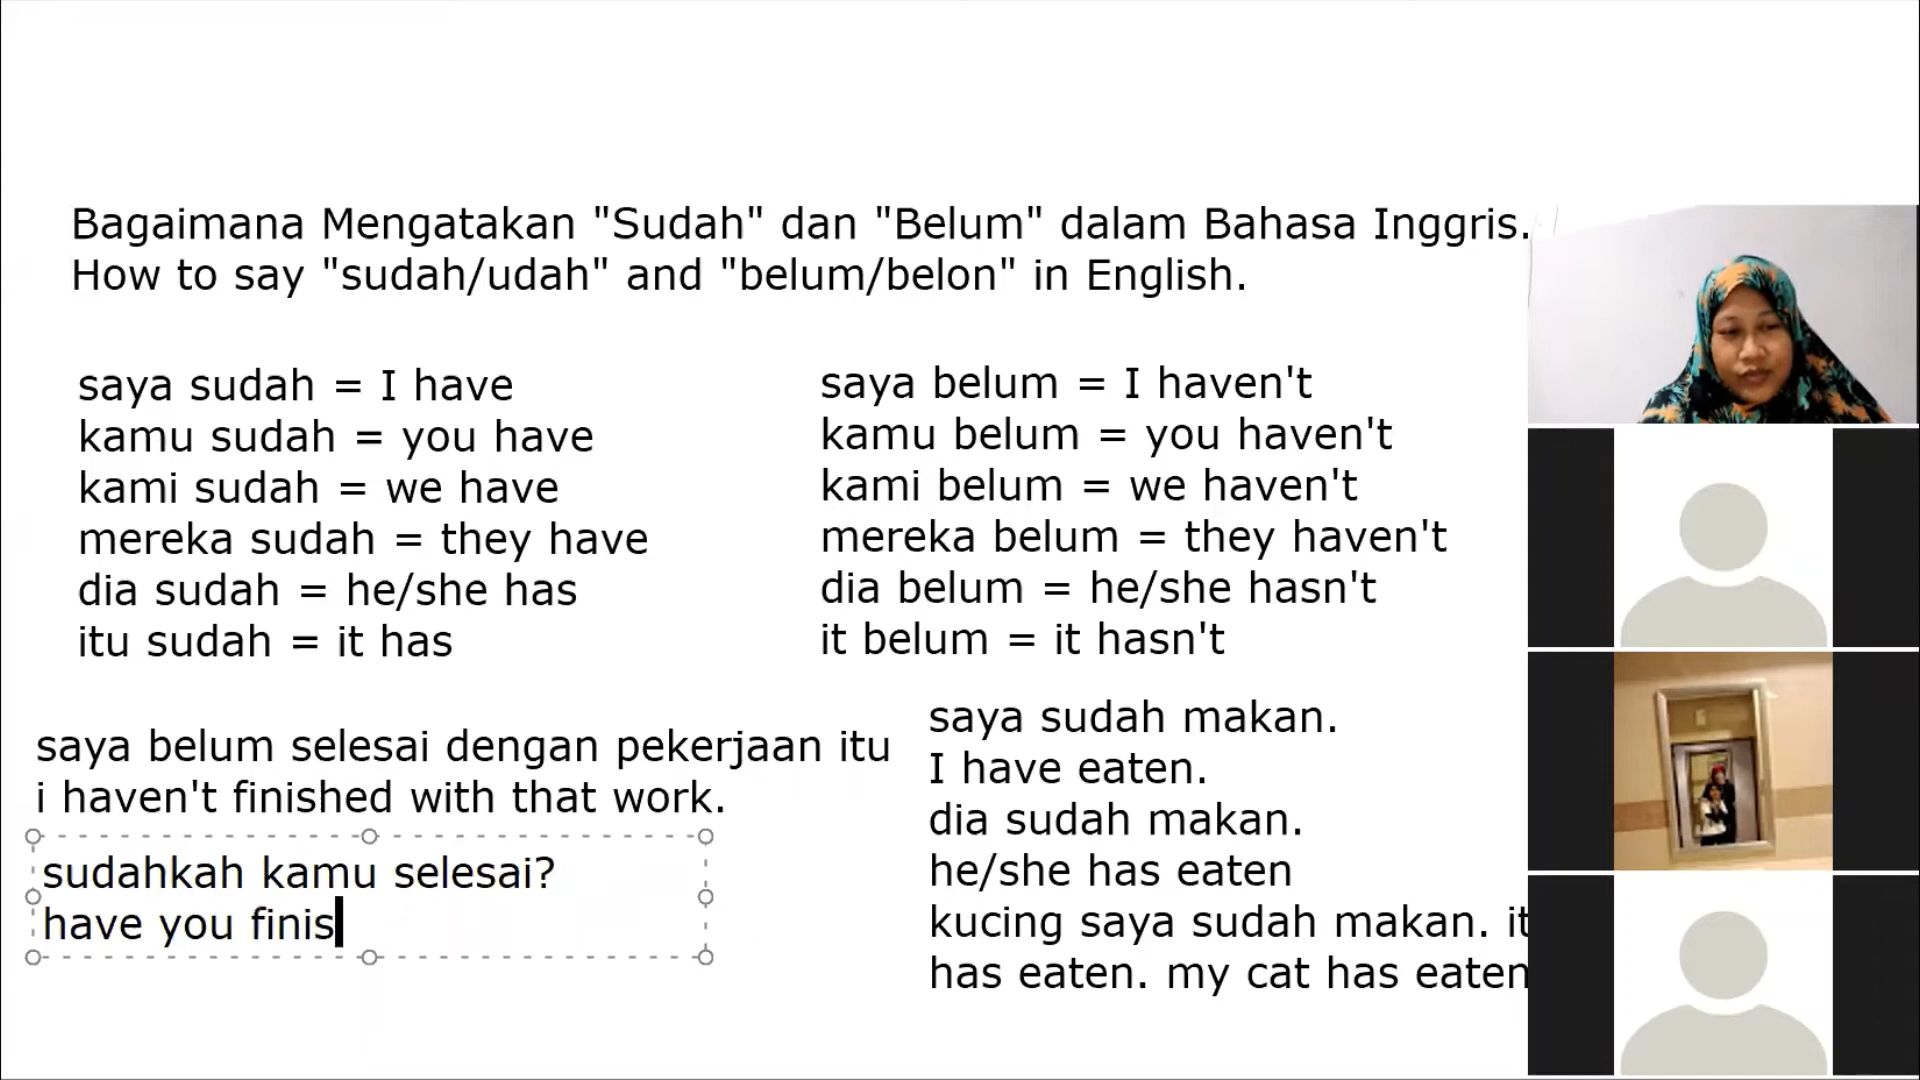 Bagaimana Mengatakan "Sudah" dan "Belum" dalam Bahasa Inggris.
How to say "sudah/udah" and "belum/belon" in English.
saya sudah = I have
kamu sudah = you have
kami sudah = we have
mereka sudah = they have
dia sudah = he/she has
itu sudah = it has
saya belum = I haven't
kamu belum = you haven't
kami belum = we haven't
mereka belum = they haven't
dia belum = he/she hasn't
it belum = it hasn't
saya belum selesai dengan pekerjaan itu
i haven't finished with that work.
sudahkah kamu selesai?
have you finis
saya sudah makan.
I have eaten.
dia sudah makan.
he/she has eaten
kucing saya sudah makan. it
has eaten. my cat has eaten